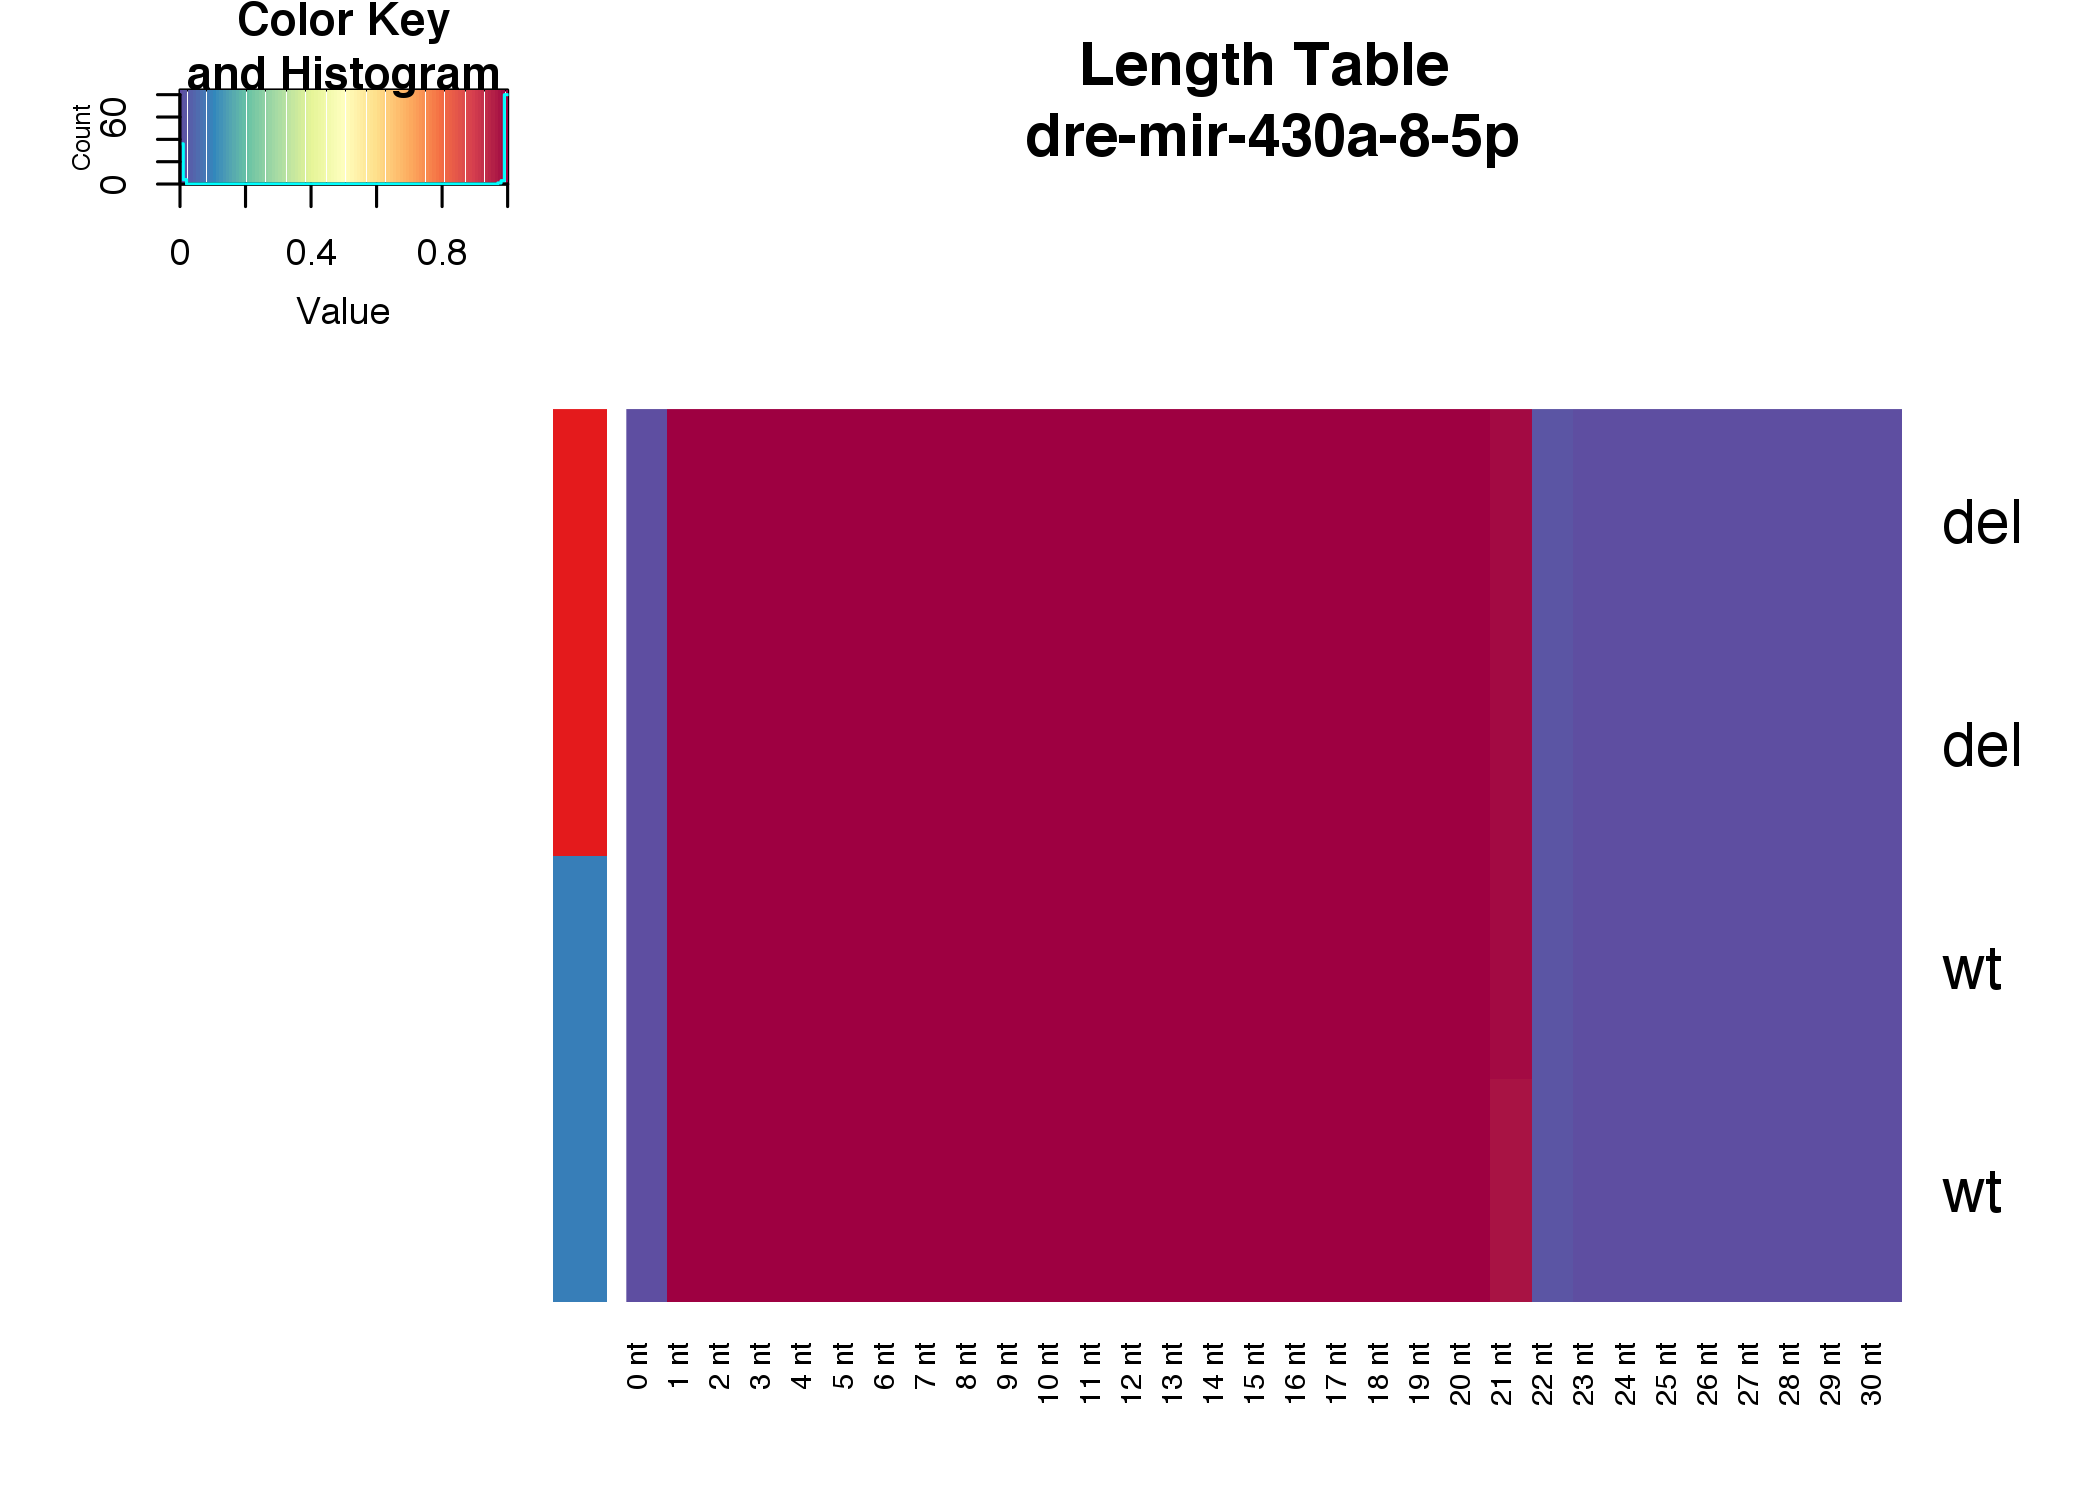 Color Key
and Histogram
Count
0
60
0
0.4
0.8
Value
Length Table
dre-mir-430a-8-5p
del
del
wt
wt
0 nt
1 nt
2 nt
3 nt
4 nt
5 nt
6 nt
7 nt
8 nt
9 nt
10 nt
11 nt
12 nt
13 nt
14 nt
15 nt
16 nt
17 nt
18 nt
19 nt
20 nt
21 nt
22 nt
23 nt
24 nt
25 nt
26 nt
27 nt
28 nt
29 nt
30 nt